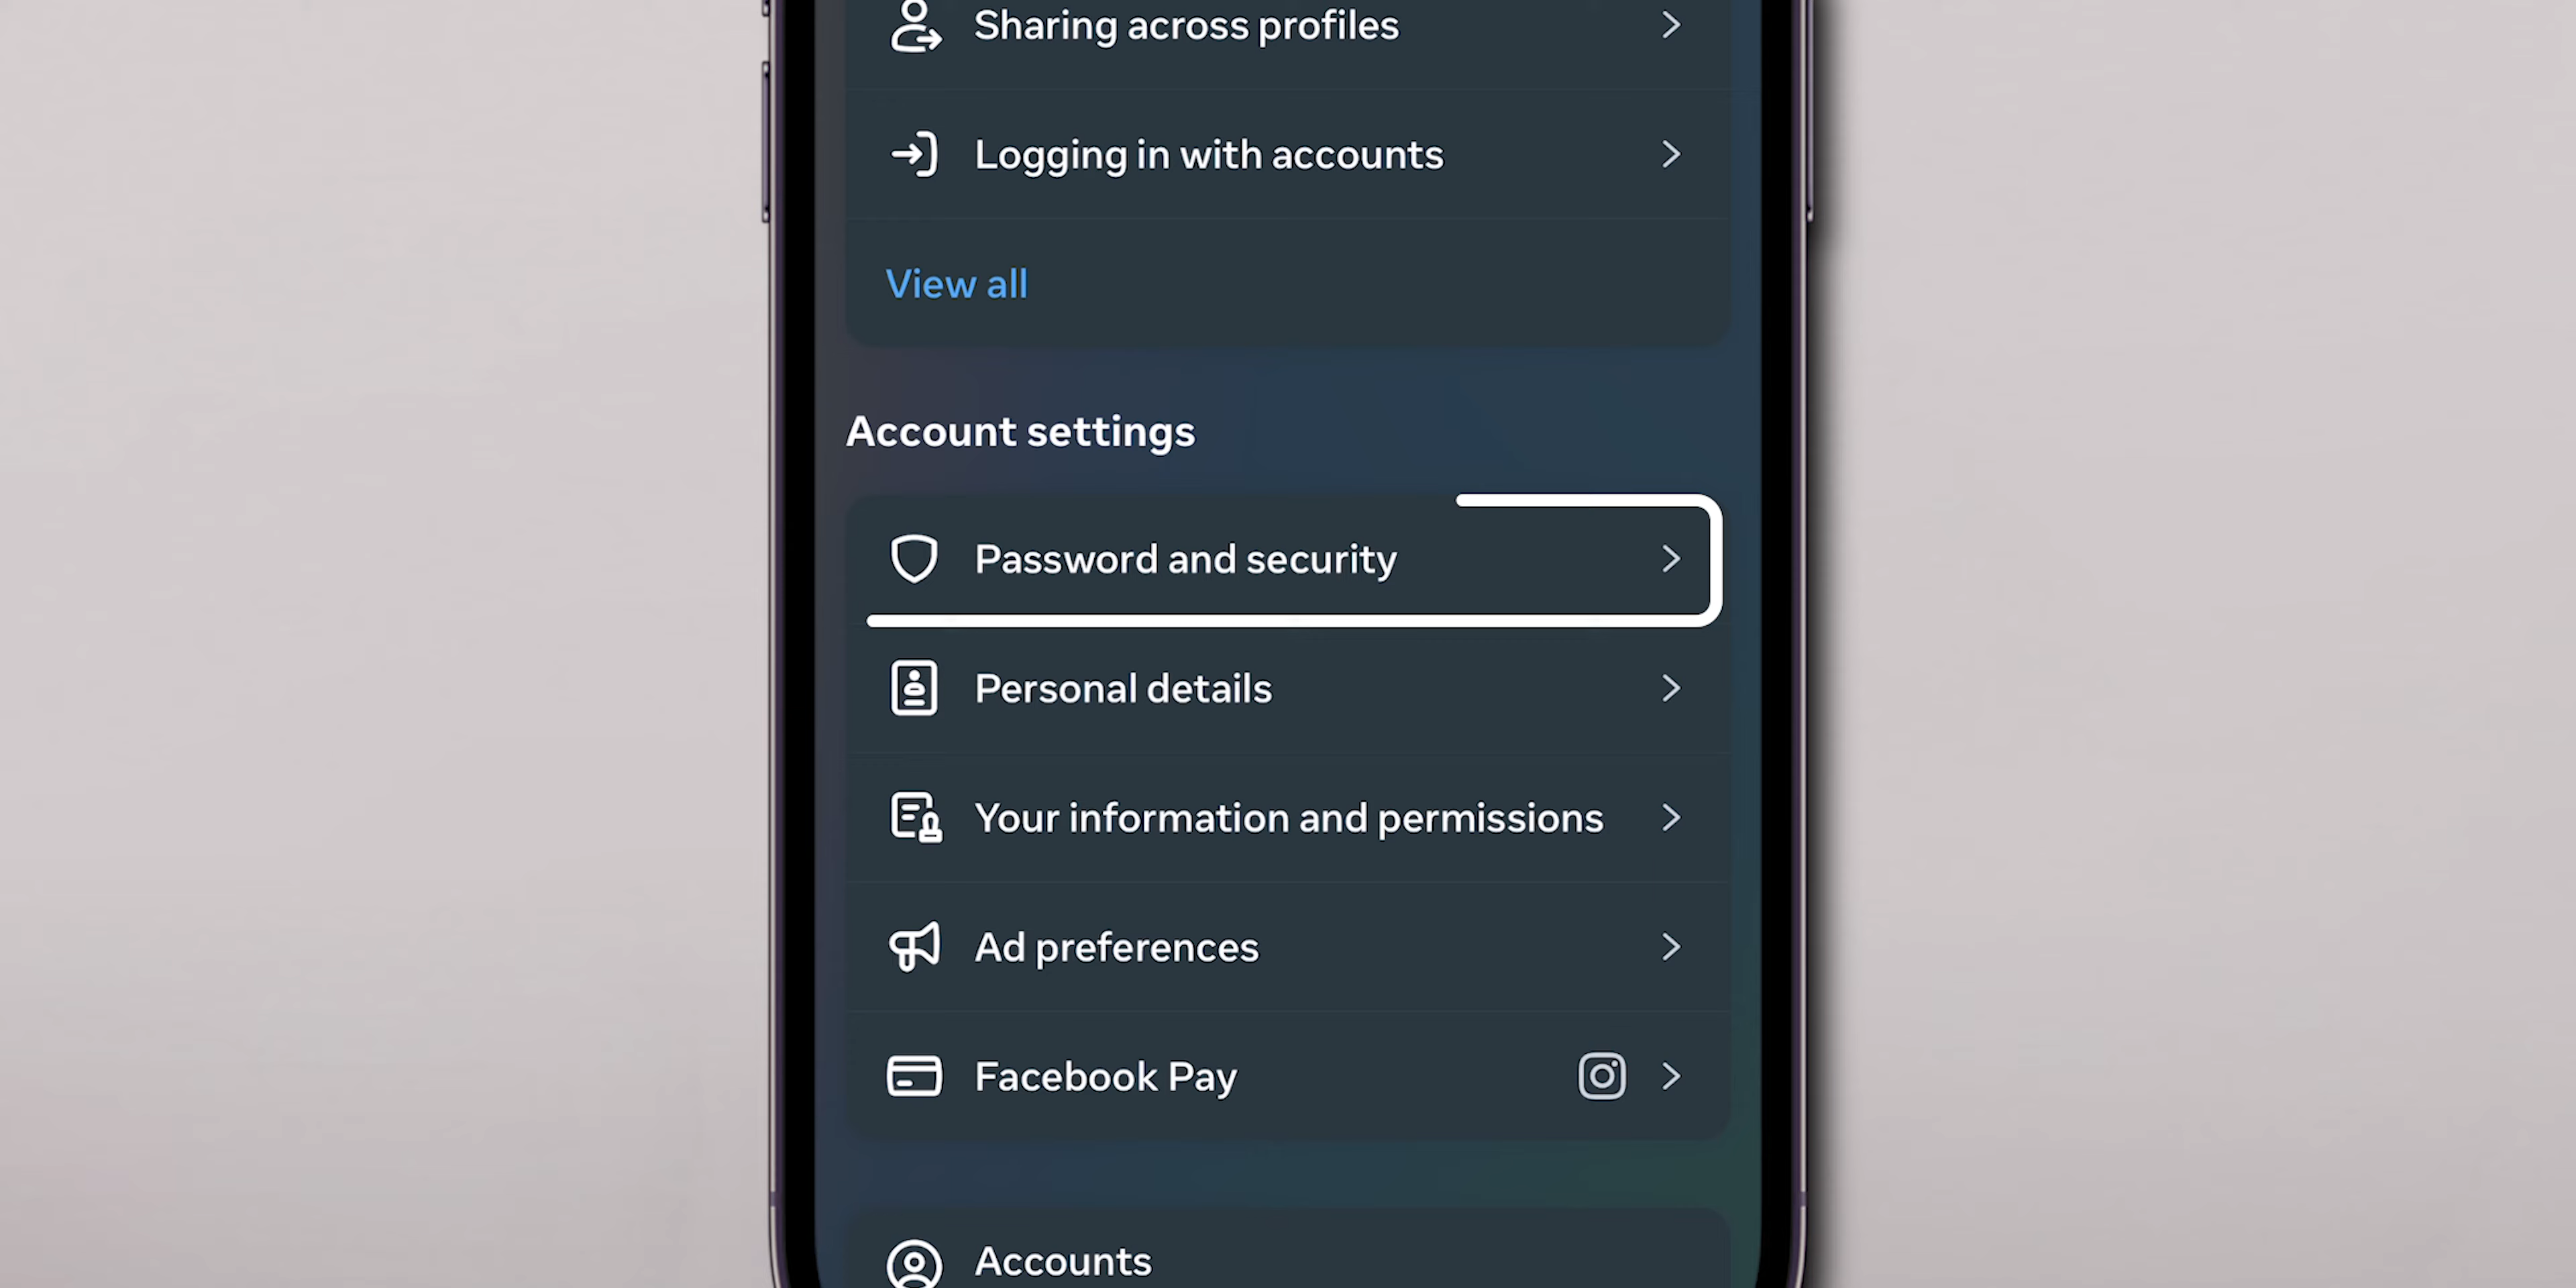 Sharing across profiles
Logging in with accounts
View all
Account settings
Password and security
Personal details
Your information and permissions
Ad preferences
Facebook Pay
Accounts